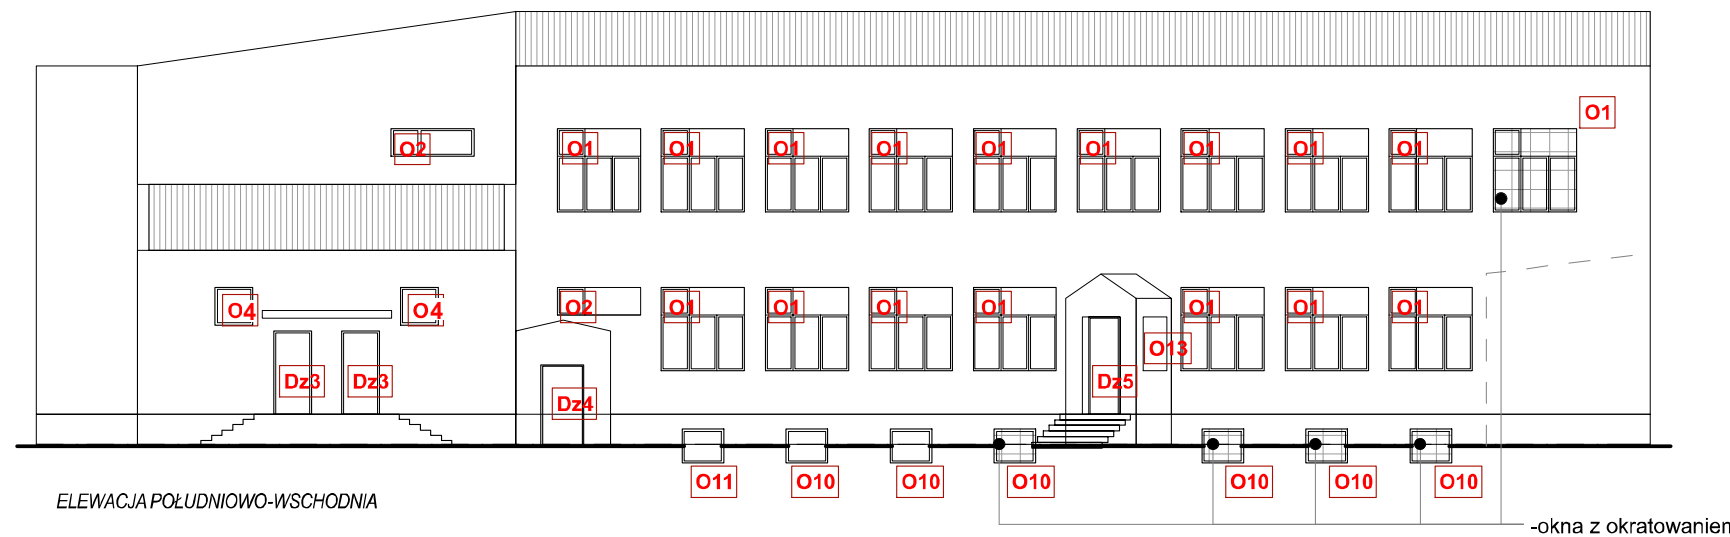 O1
O2 O1 O1 O1 O1 O1 O1 O1 O1 O1
O4 O4 O2 O1 O1 O1 O1 O1 O1 O1
O13
Dz3 Dz3 Dz5
Dz4
O11 O10 O10 O10 O10 O10 O10
ELEWACJA POŁUDNIOWO-WSCHODNIA
-okna z okratowaniem